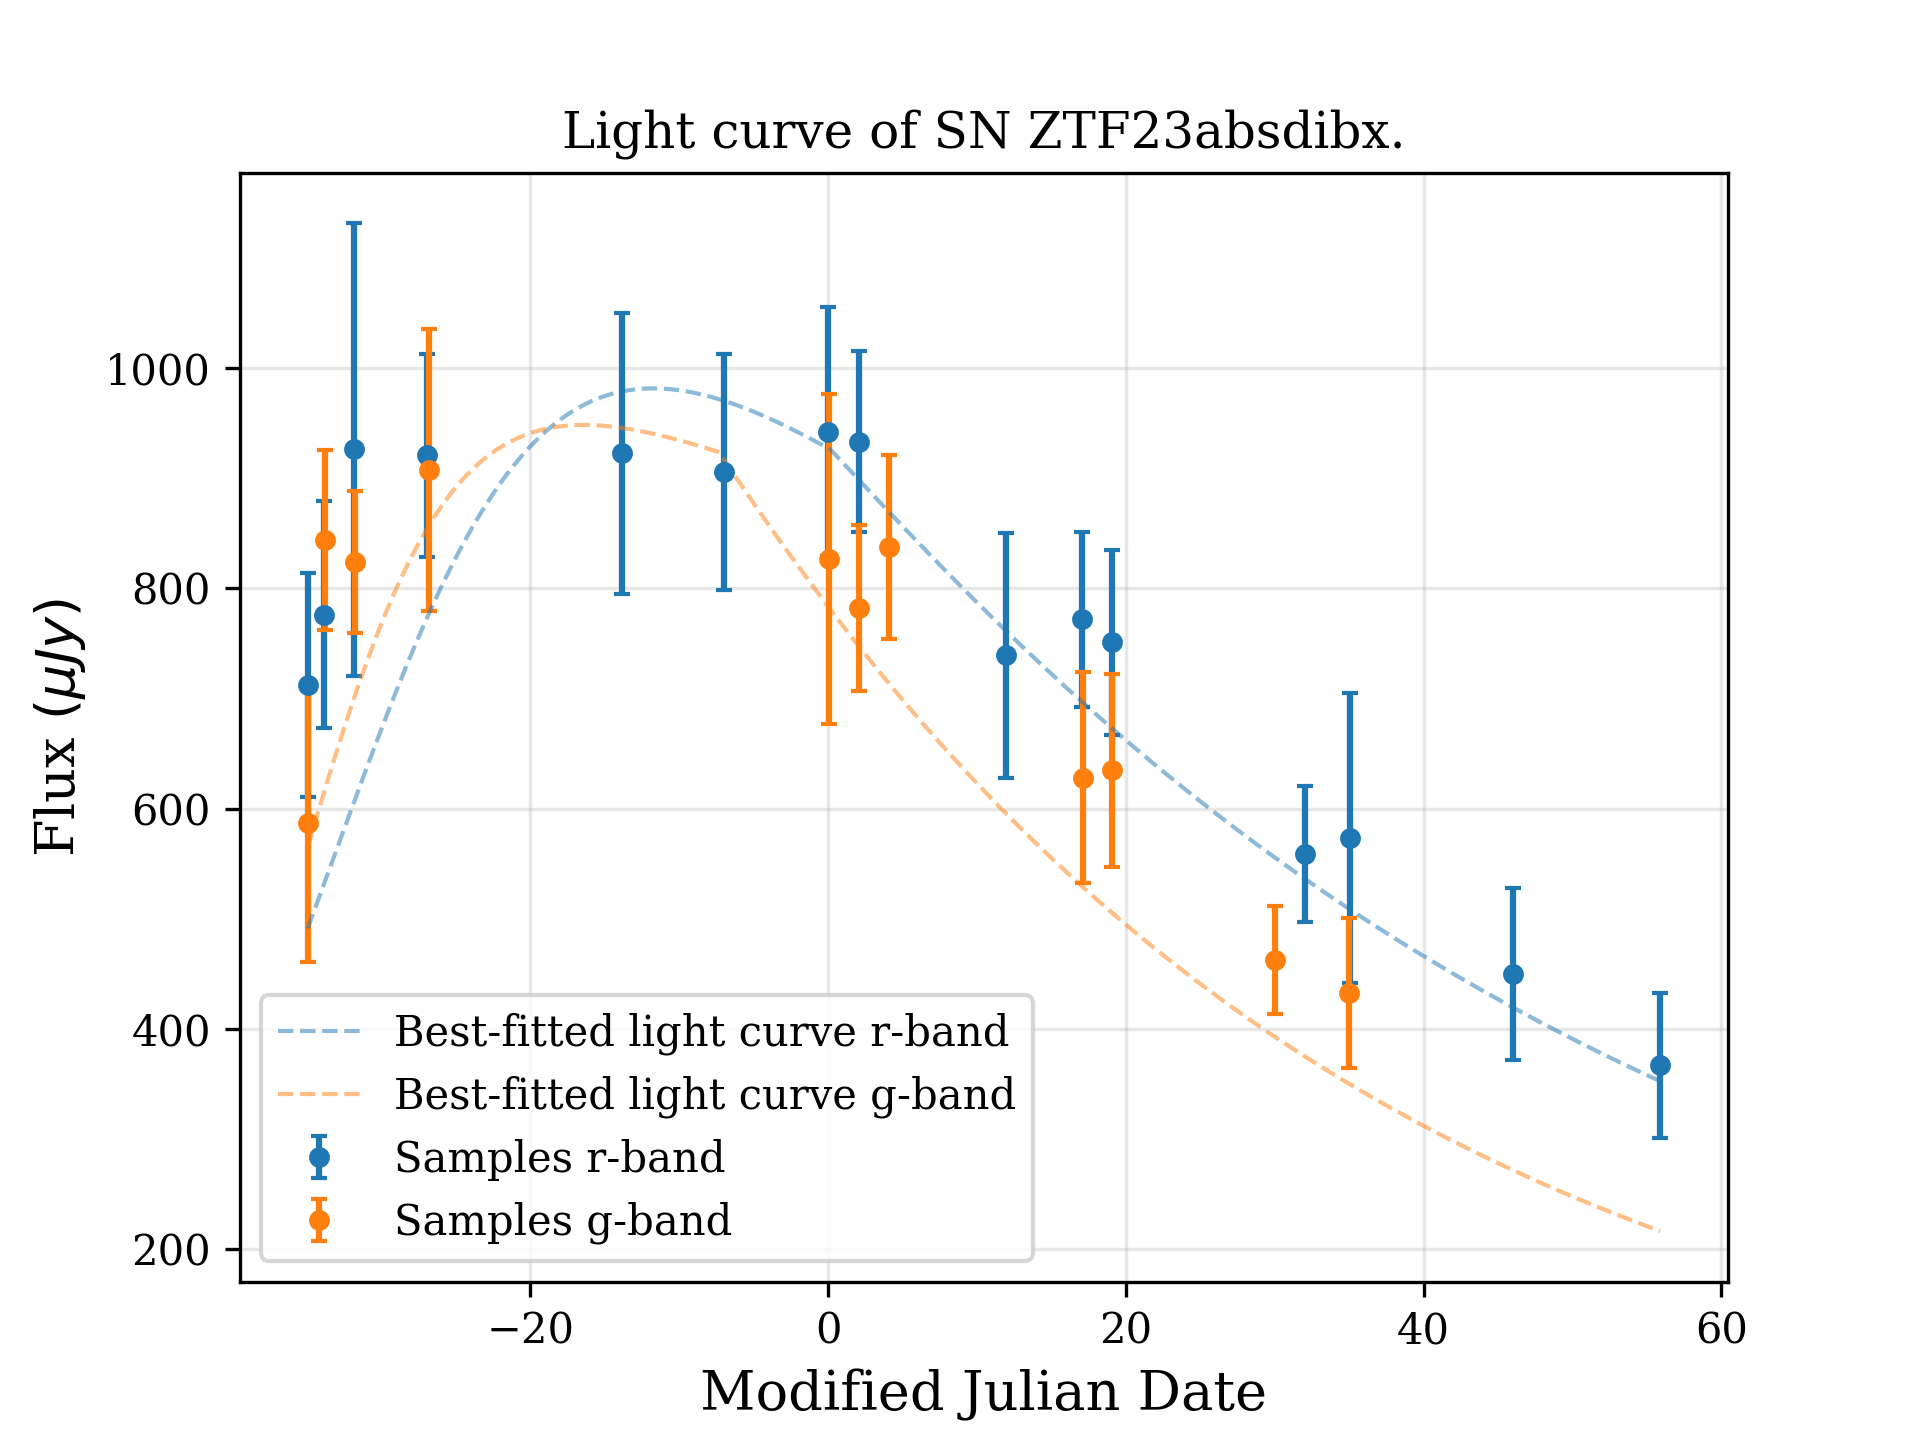 Light curve of SN ZTF23absdibx.
Flux (μJy)
1000
800
600
400
200
Best-fitted light curve r-band
Best-fitted light curve g-band
Samples r-band
Samples g-band
−20 0 20 40 60
Modified Julian Date